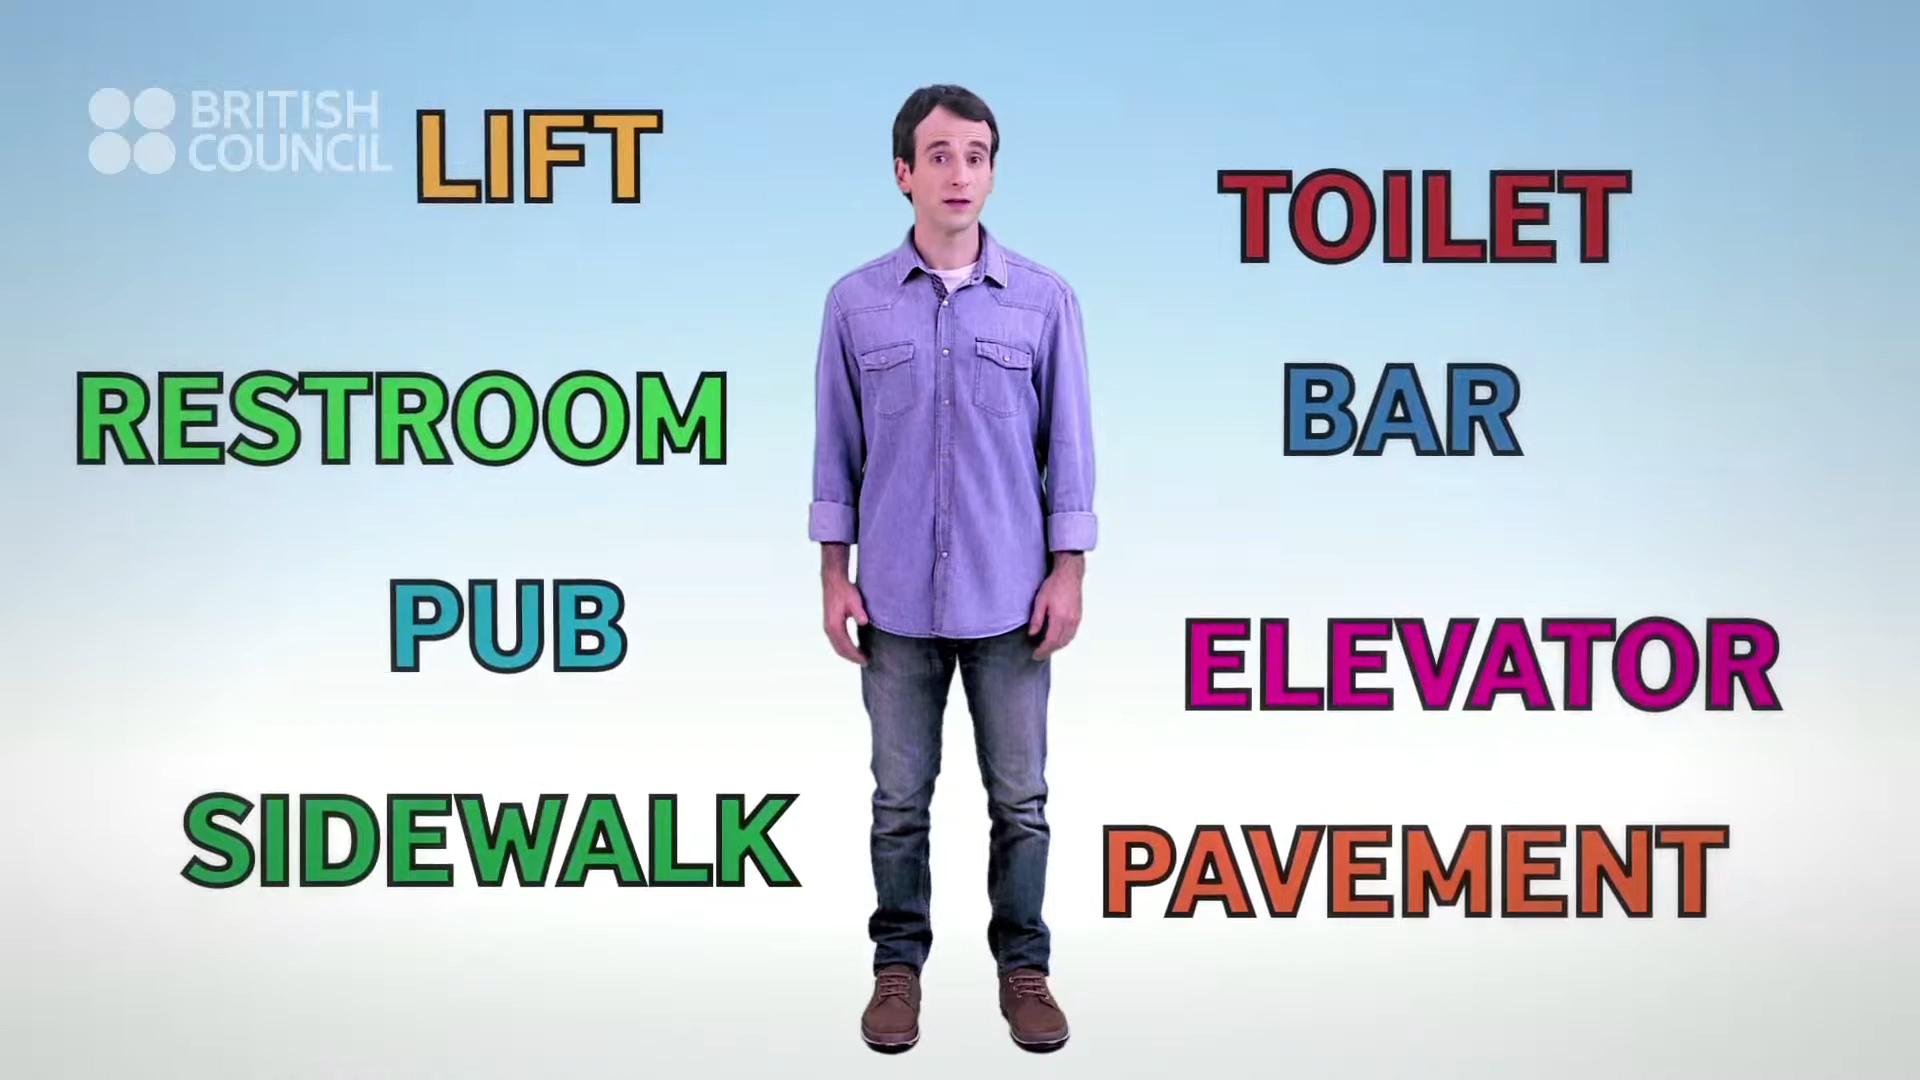 BRITISH
COUNCIL
LIFT
TOILET
RESTROOM
BAR
PUB
ELEVATOR
SIDEWALK
PAVEMENT